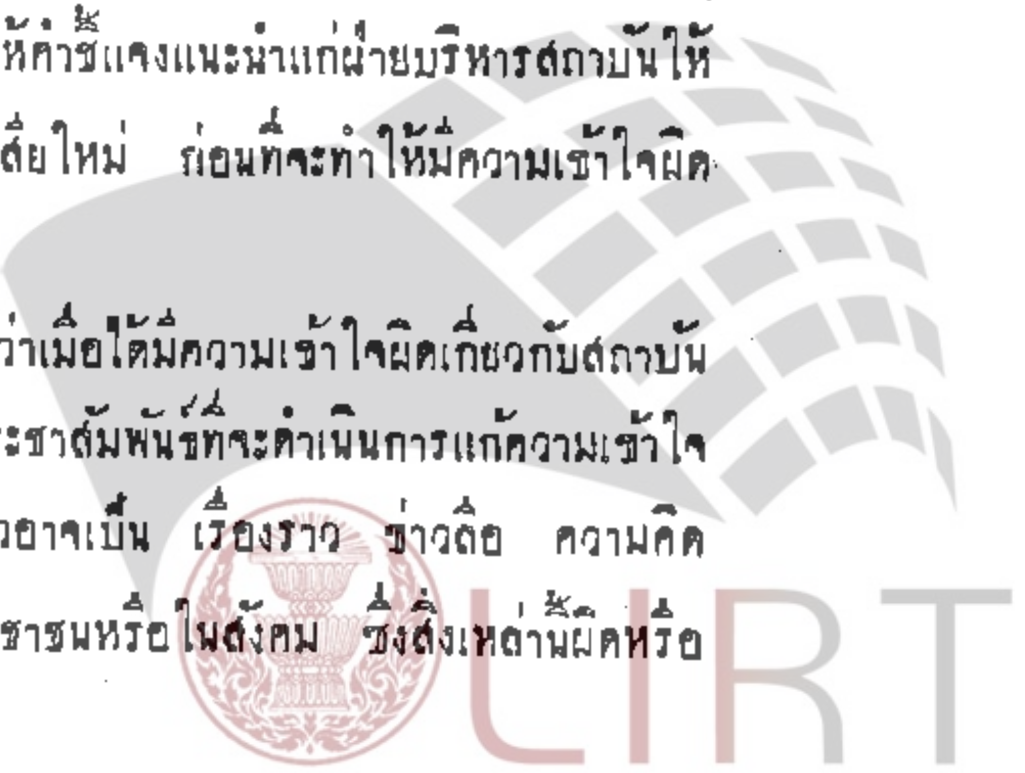 ห้คำชี้แจงแนะนำแก่ฝ่ายบริหารสถาบันให้
สียใหม่ ก่อนที่จะทำให้มีความเข้าใจผิด
ว่าเมื่อได้มีความเข้าใจผิดเกี่ยวกับสถาบัน
ะชาสัมพันธ์ที่จะดำเนินการแก้ความเข้าใจ
วอาจเป็น เรื่องราว ข่าวลือ ความคิด
ชาชนหรือในสังคม ซึ่งสิ่งเหล่านี้ผิดหรือ
LIRT